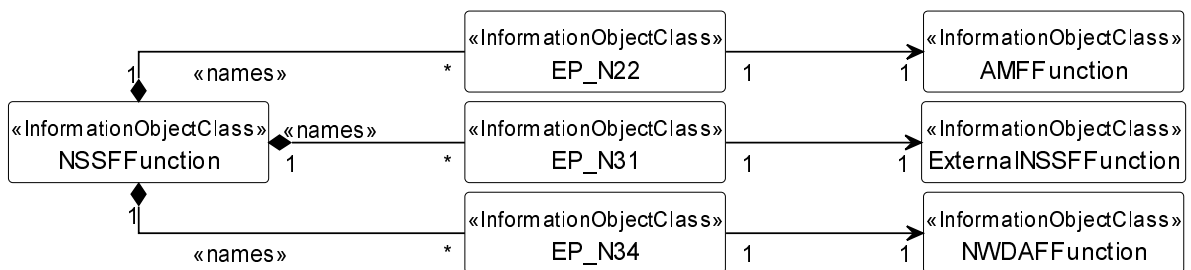 «InformationObjectClass»
EP_N22
«InformationObjectClass»
AMFFunction
1
«names»
*
1
1
«InformationObjectClass»
NSSFFunction
«names»
1
*
«InformationObjectClass»
EP_N31
1
1
«InformationObjectClass»
ExternalNSSFFunction
1
«names»
*
«InformationObjectClass»
EP_N34
1
1
«InformationObjectClass»
NWDAFFunction